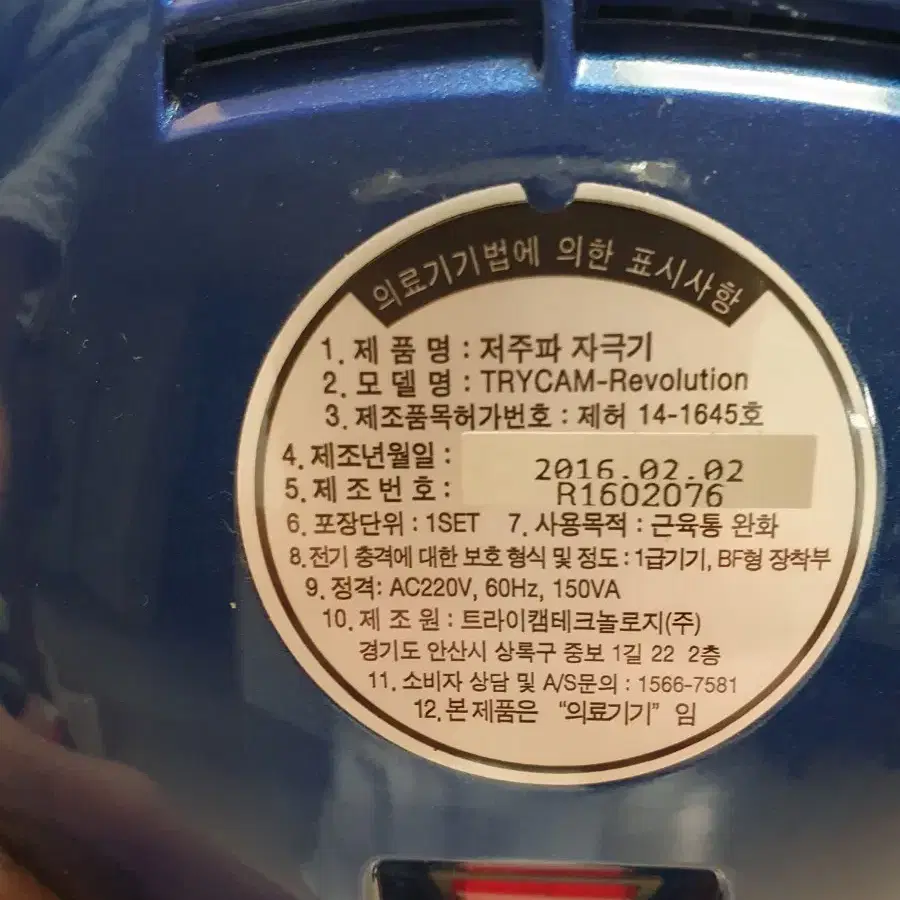 의료기기법에 의한 표시사항
1. 제 품 명 : 저주파 자극기
2. 모 델 명 : TRYCAM-Revolution
3. 제조품목허가번호 : 제허 14-1645호
4. 제조년월일 : 2016.02.02
5. 제 조 번 호 : R1602076
6. 포장단위 : 1SET 7. 사용목적 : 근육통 완화
8. 전기 충격에 대한 보호 형식 및 정도 : 1급기기, BF형 장착부
9. 정격: AC220V, 60Hz, 150VA
10. 제 조 원 : 트라이캠테크놀로지(주)
경기도 안산시 상록구 중보 1길 22 2층
11. 소비자 상담 및 A/S문의 : 1566-7581
12. 본 제품은 "의료기기" 임